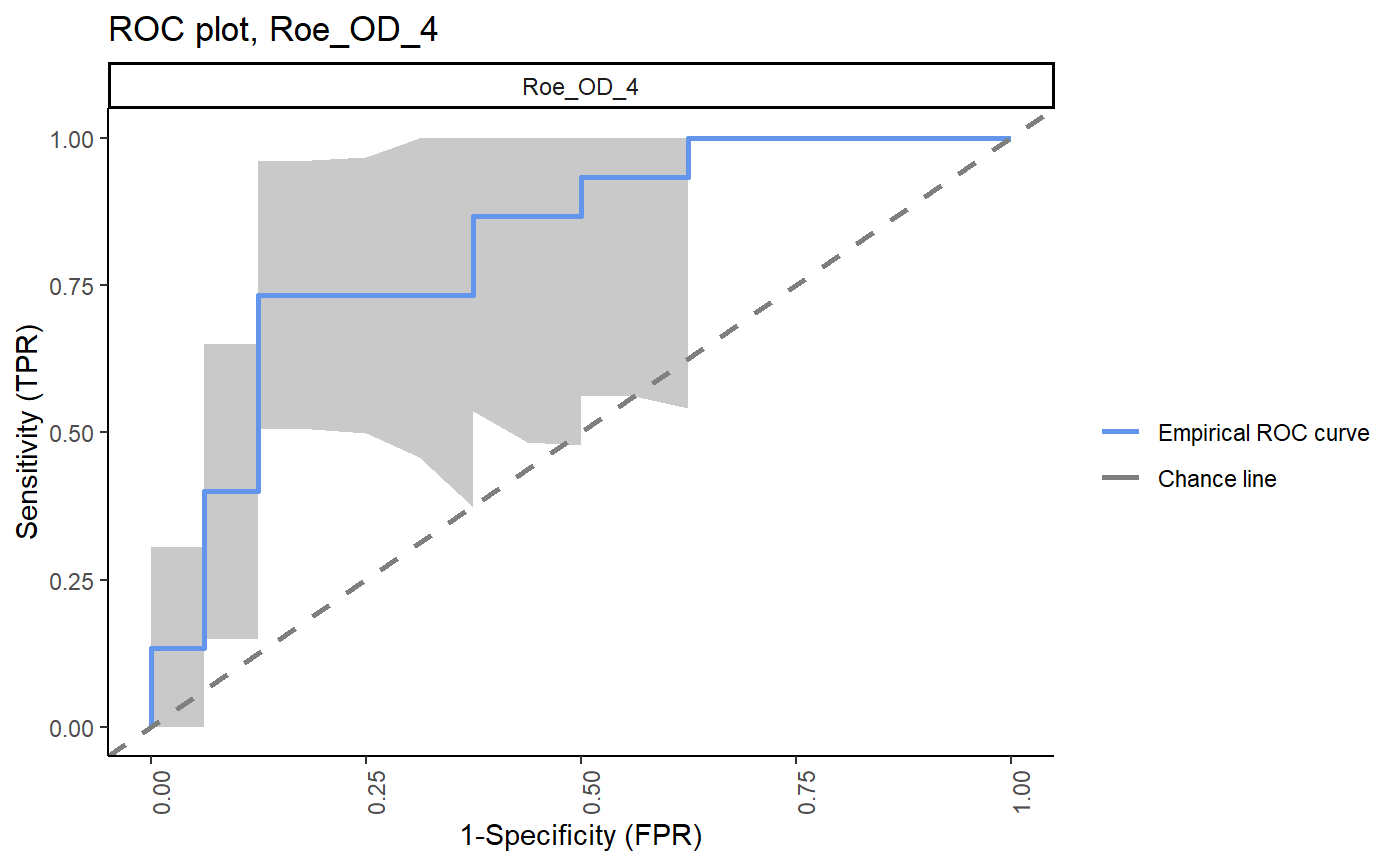 ROC plot, Roe_OD_4
Roe_OD_4
1.00
0.75
0.50
0.25
0.00
Sensitivity (TPR)
0.00
0.25
0.50
0.75
1.00
1-Specificity (FPR)
Empirical ROC curve
Chance line